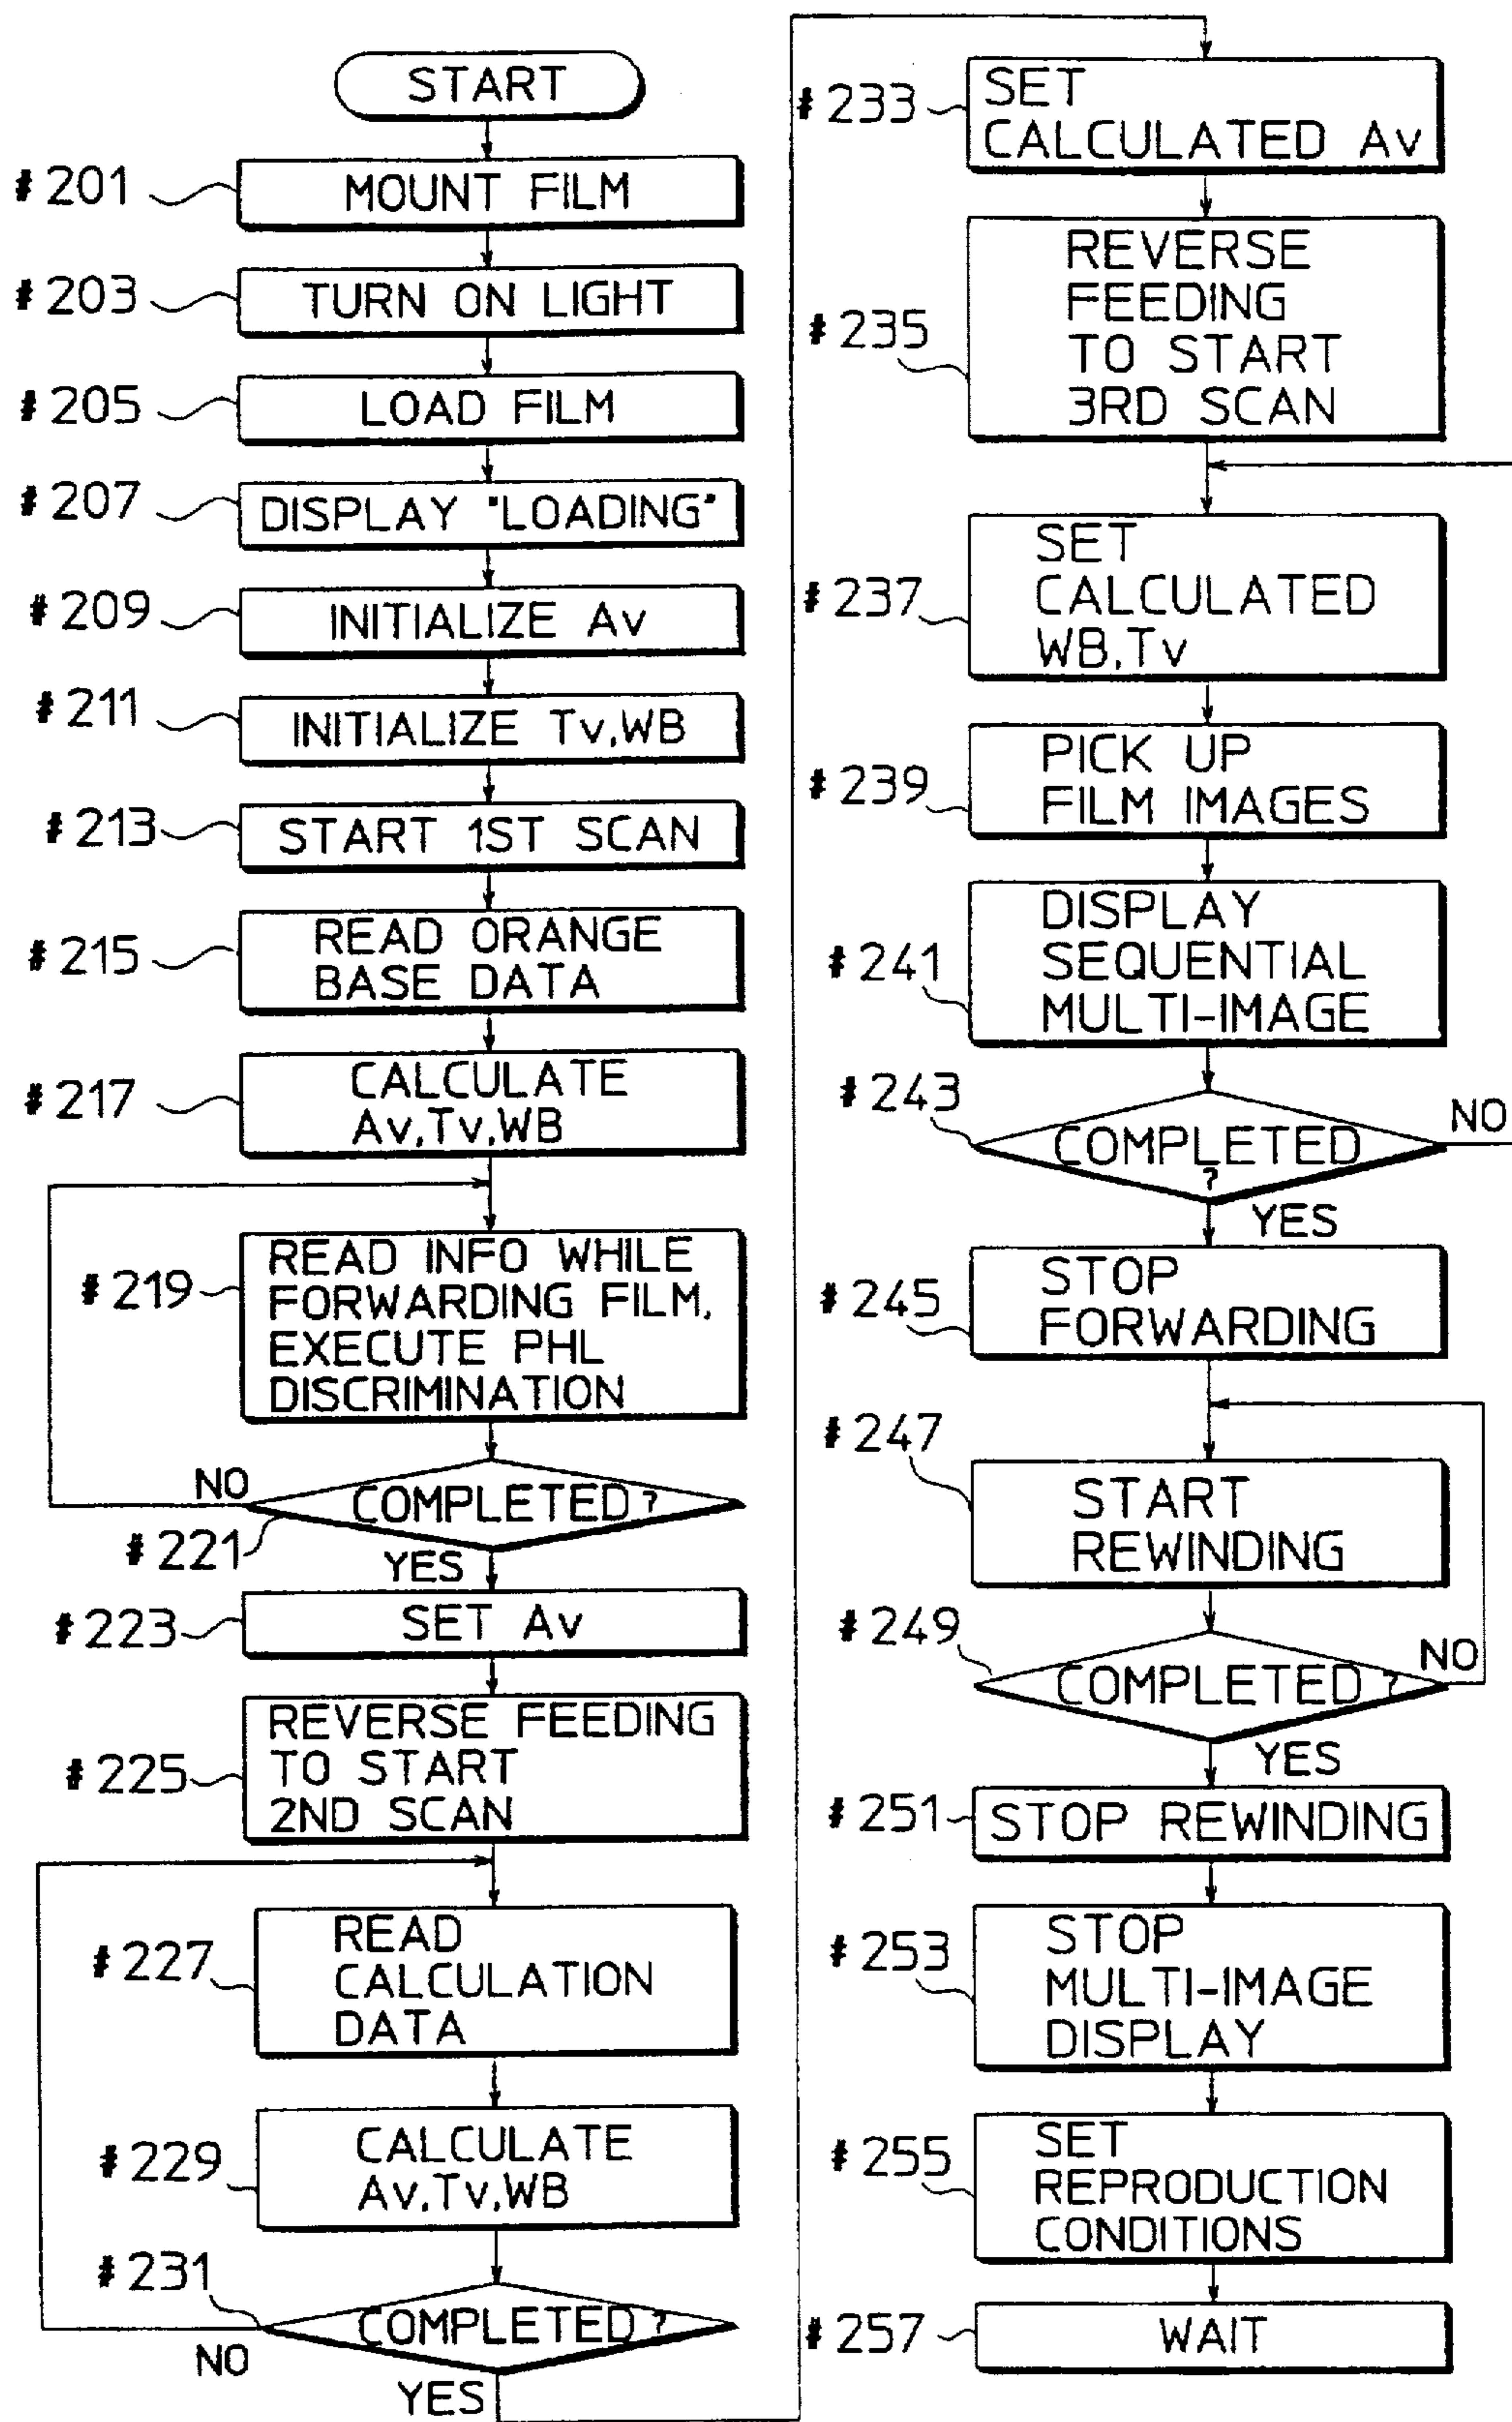 START
#201
MOUNT FILM
#203
TURN ON LIGHT
#205
LOAD FILM
#207
DISPLAY "LOADING"
#209
INITIALIZE Av
#211
INITIALIZE Tv,WB
#213
START 1ST SCAN
#215
READ ORANGE
BASE DATA
#217
CALCULATE
Av,Tv,WB
#219
READ INFO WHILE
FORWARDING FILM,
EXECUTE PHL
DISCRIMINATION
NO
COMPLETED?
#221
YES
#223
SET Av
#225
REVERSE FEEDING
TO START
2ND SCAN
#227
READ
CALCULATION
DATA
#229
CALCULATE
Av,Tv,WB
#231
COMPLETED?
NO
YES
#233
SET
CALCULATED Av
#235
REVERSE
FEEDING
TO START
3RD SCAN
#237
SET
CALCULATED
WB,Tv
#239
PICK UP
FILM IMAGES
#241
DISPLAY
SEQUENTIAL
MULTI-IMAGE
#243
NO
COMPLETED
?
YES
#245
STOP
FORWARDING
#247
START
REWINDING
#249
NO
COMPLETED?
YES
#251
STOP REWINDING
#253
STOP
MULTI-IMAGE
DISPLAY
#255
SET
REPRODUCTION
CONDITIONS
#257
WAIT